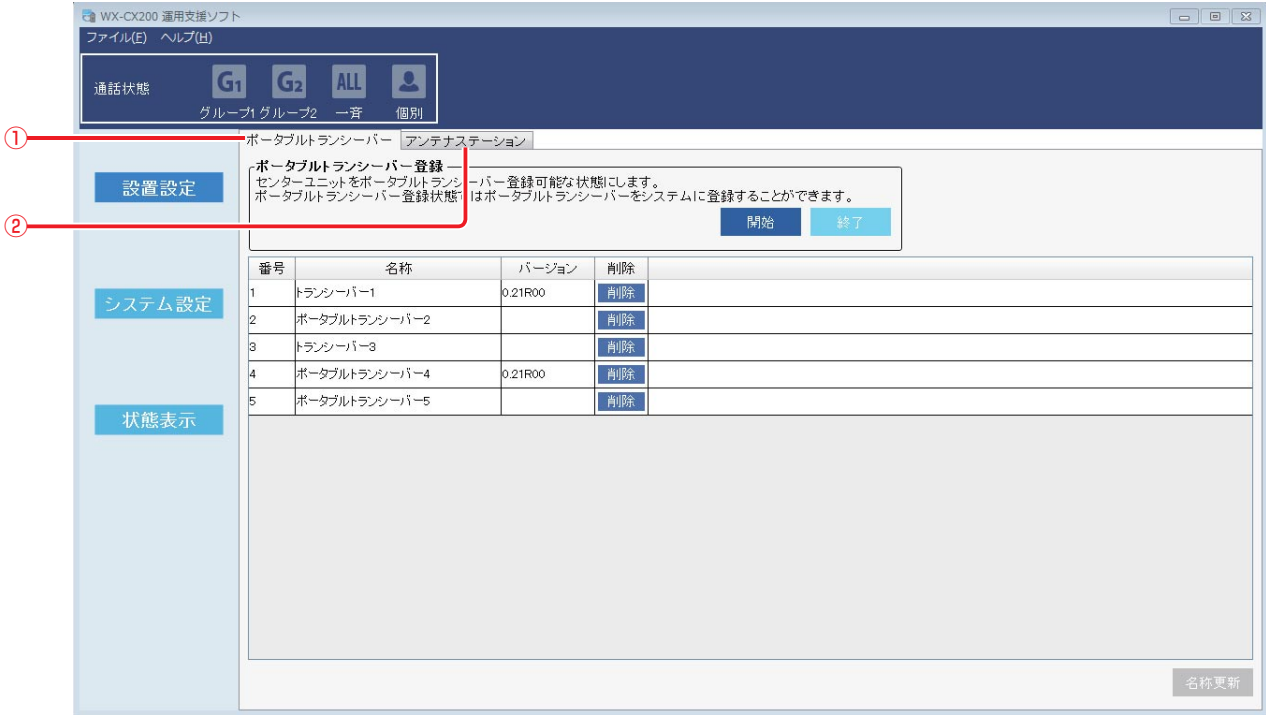 WX-CX200 運用支援ソフト
ファイル(F) ヘルプ(H)
通話状態
G1 G2 ALL
グループ1 グループ2 一斉 個別
①
ポータブルトランシーバー アンテナステーション
設置設定
ポータブルトランシーバー登録
センターユニットをポータブルトランシーバー登録可能な状態にします。
ポータブルトランシーバー登録状態ではポータブルトランシーバーをシステムに登録することができます。
②
開始 終了
番号 名称 バージョン 削除
1 トランシーバー1 0.21R00 削除
システム設定
2 ポータブルトランシーバー2 削除
3 トランシーバー3 削除
4 ポータブルトランシーバー4 0.21R00 削除
5 ポータブルトランシーバー5 削除
状態表示
名称更新